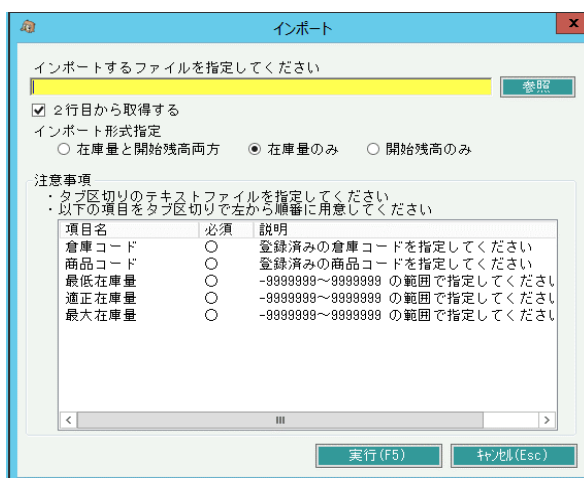 インポート
x
インポートするファイルを指定してください
参照
２行目から取得する
インポート形式指定
在庫量と開始残高両方 在庫量のみ 開始残高のみ
注意事項
・タブ区切りのテキストファイルを指定してください
・以下の項目をタブ区切りで左から順番に用意してください
項目名 必須 説明
倉庫コード ○ 登録済みの倉庫コードを指定してください
商品コード ○ 登録済みの商品コードを指定してください
最低在庫量 ○ -9999999～9999999 の範囲で指定してくださ
適正在庫量 ○ -9999999～9999999 の範囲で指定してくださ
最大在庫量 ○ -9999999～9999999 の範囲で指定してくださ
実行(F5) ｷｬﾝｾﾙ(Esc)